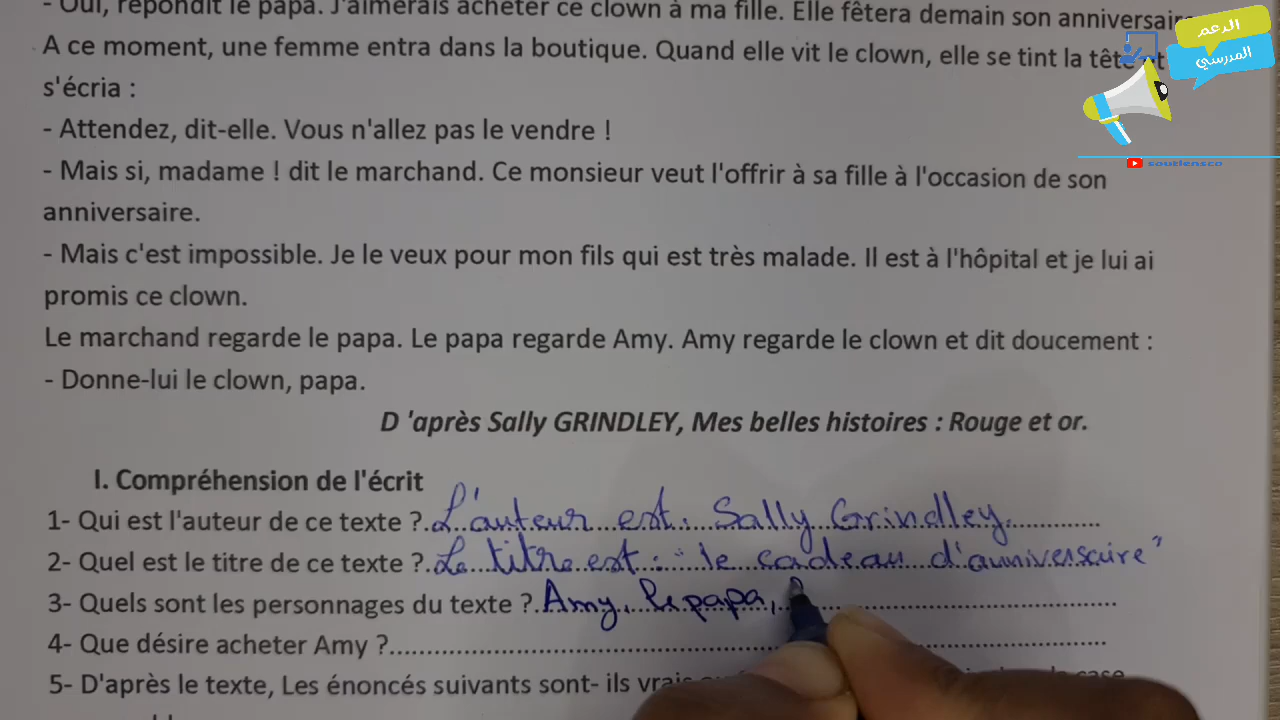 - Oui, répondit le papa. J'aimerais acheter ce clown à ma fille. Elle fêtera demain son anniversaire
A ce moment, une femme entra dans la boutique. Quand elle vit le clown, elle se tint la tête et
s'écria :
- Attendez, dit-elle. Vous n'allez pas le vendre !
- Mais si, madame ! dit le marchand. Ce monsieur veut l'offrir à sa fille à l'occasion de son
anniversaire.
- Mais c'est impossible. Je le veux pour mon fils qui est très malade. Il est à l'hôpital et je lui ai
promis ce clown.
Le marchand regarde le papa. Le papa regarde Amy. Amy regarde le clown et dit doucement :
- Donne-lui le clown, papa.
D 'après Sally GRINDLEY, Mes belles histoires : Rouge et or.
I. Compréhension de l'écrit
1- Qui est l'auteur de ce texte ? L'auteur est Sally Grindley.
2- Quel est le titre de ce texte ? Le titre est : "le cadeau d'anniversaire"
3- Quels sont les personnages du texte ? Amy, le papa,
4- Que désire acheter Amy ?
5- D'après le texte, Les énoncés suivants sont- ils vrais case
الدعم
المدرسي
soutiensco